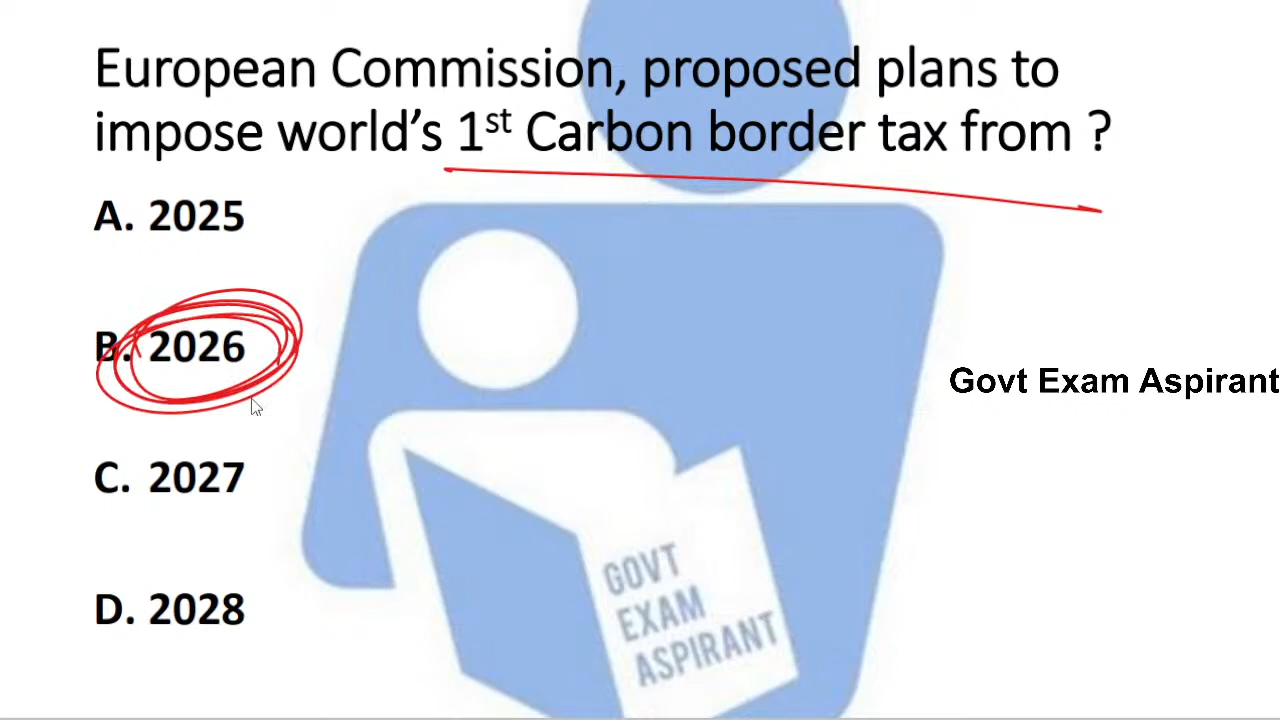 European Commission, proposed plans to
impose world’s 1st Carbon border tax from ?
A. 2025
B. 2026
Govt Exam Aspirant
C. 2027
D. 2028
GOVT
EXAM
ASPIRANT